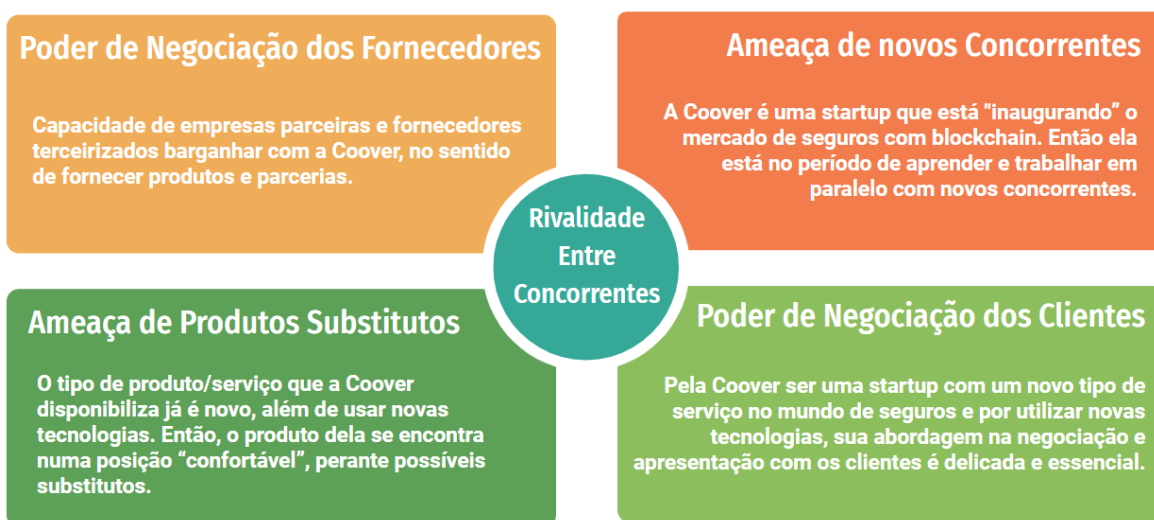 Poder de Negociação dos Fornecedores
Capacidade de empresas parceiras e fornecedores
terceirizados barganhar com a Coover, no sentido
de fornecer produtos e parcerias.
Ameaça de novos Concorrentes
A Coover é uma startup que está "inaugurando” o
mercado de seguros com blockchain. Então ela
está no período de aprender e trabalhar em
paralelo com novos concorrentes.
Rivalidade
Entre
Concorrentes
Ameaça de Produtos Substitutos
O tipo de produto/serviço que a Coover
disponibiliza já é novo, além de usar novas
tecnologias. Então, o produto dela se encontra
numa posição “confortável”, perante possíveis
substitutos.
Poder de Negociação dos Clientes
Pela Coover ser uma startup com um novo tipo de
serviço no mundo de seguros e por utilizar novas
tecnologias, sua abordagem na negociação e
apresentação com os clientes é delicada e essencial.